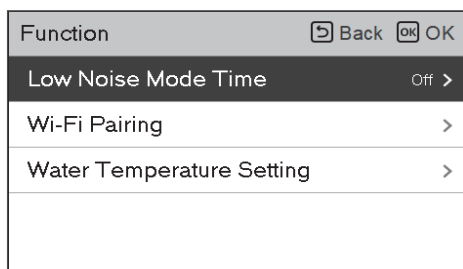 Function Back OK OK
Low Noise Mode Time Off >
Wi-Fi Pairing >
Water Temperature Setting >